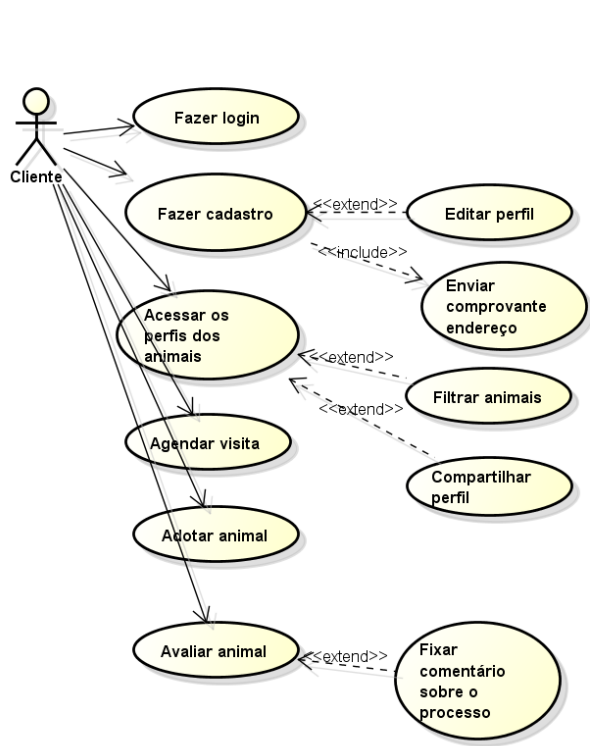 Cliente
Fazer login
Fazer cadastro
<<extend>>
Editar perfil
<<include>>
Enviar
comprovante
endereço
Acessar os
perfis dos
animais
<<extend>>
Filtrar animais
<<extend>>
Compartilhar
perfil
Agendar visita
Adotar animal
Avaliar animal
<<extend>>
Fixar
comentário
sobre o
processo